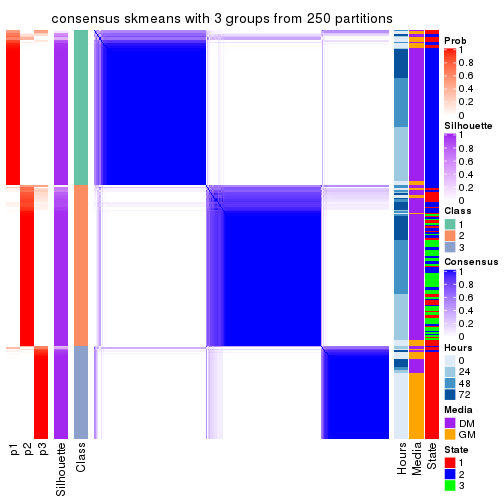 consensus skmeans with 3 groups from 250 partitions
Prob
1
0.8
0.6
0.4
0.2
0
Silhouette
1
0.8
0.6
0.4
0.2
0
Class
1
2
3
Consensus
1
0.8
0.6
0.4
0.2
0
Hours
0
24
48
72
Media
DM
GM
State
1
2
3
p1
p2
p3
Silhouette
Class
Hours
Media
State